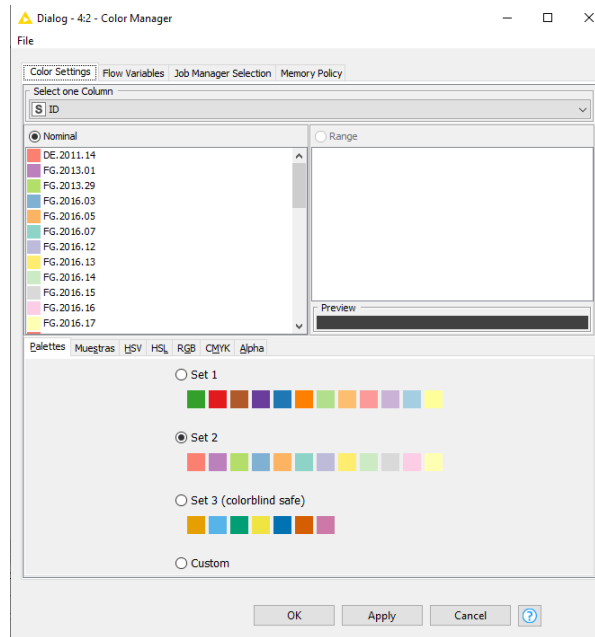 Dialog - 4:2 - Color Manager
File
Color Settings Flow Variables Job Manager Selection Memory Policy
Select one Column
S ID
Nominal
Range
DE.2011.14
FG.2013.01
FG.2013.29
FG.2016.03
FG.2016.05
FG.2016.07
FG.2016.12
FG.2016.13
FG.2016.14
FG.2016.15
FG.2016.16
FG.2016.17
Preview
Palettes Muestras HSV HSL RGB CMYK Alpha
Set 1
Set 2
Set 3 (colorblind safe)
Custom
OK Apply Cancel ?